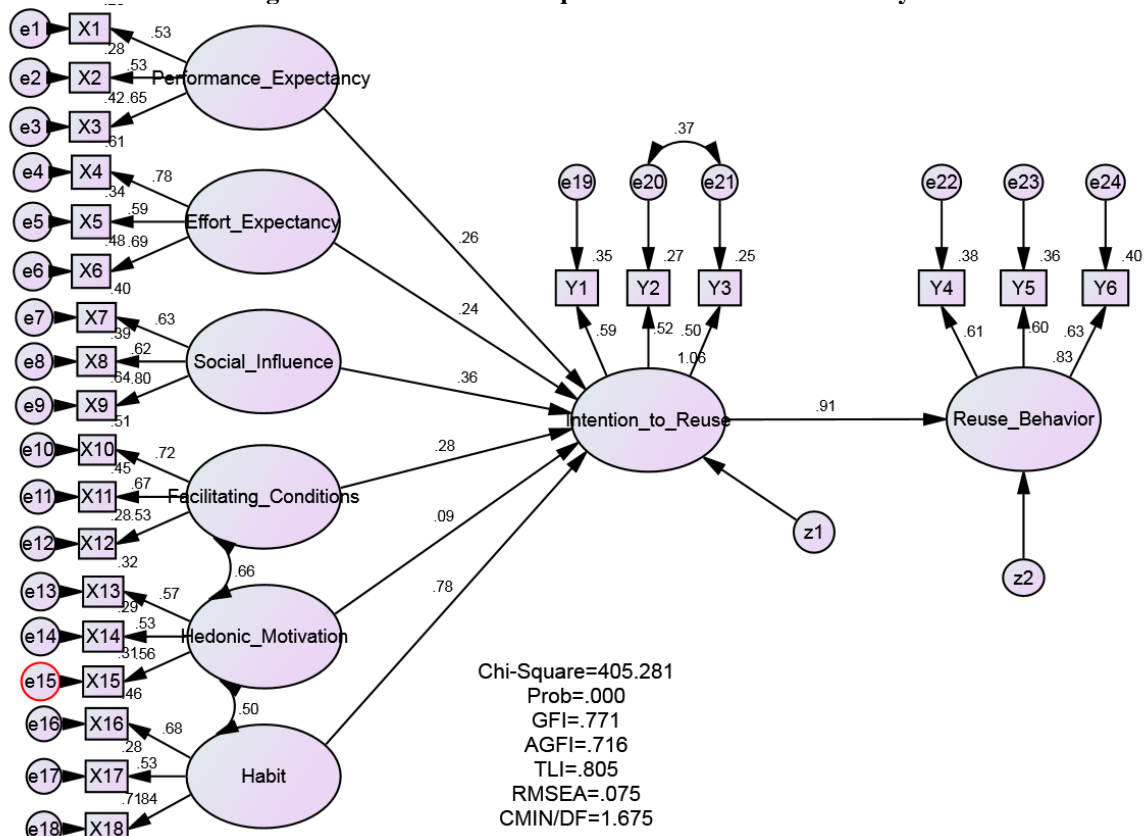 e1 X1 .53
.28
e2 X2 .53 Performance_Expectancy
.42 .65
e3 X3
.61
e4 X4 .78
.34
e5 X5 .59 Effort_Expectancy
.48 .69
e6 X6
.40
e7 X7 .63
.39
e8 X8 .62 Social_Influence
.64 .80
e9 X9
.51
e10 X10 .72
.45
e11 X11 .67 Facilitating_Conditions
.28 .53
e12 X12
.32
.66
e13 X13 .57
.29
e14 X14 .53 Hedonic_Motivation
.31 .56
e15 X15
.46
.50
e16 X16 .68
.28
e17 X17 .53 Habit
.71 84
e18 X18
.26
.24
.36
.28
.09
.78
.37
e19 e20 e21
.35 .27 .25
Y1 Y2 Y3
.59 .52 .50
1.06
Intention_to_Reuse
.91
z1
e22 e23 e24
.38 .36 .40
Y4 Y5 Y6
.61 .60 .63
.83
Reuse_Behavior
z2
Chi-Square=405.281
Prob=.000
GFI=.771
AGFI=.716
TLI=.805
RMSEA=.075
CMIN/DF=1.675